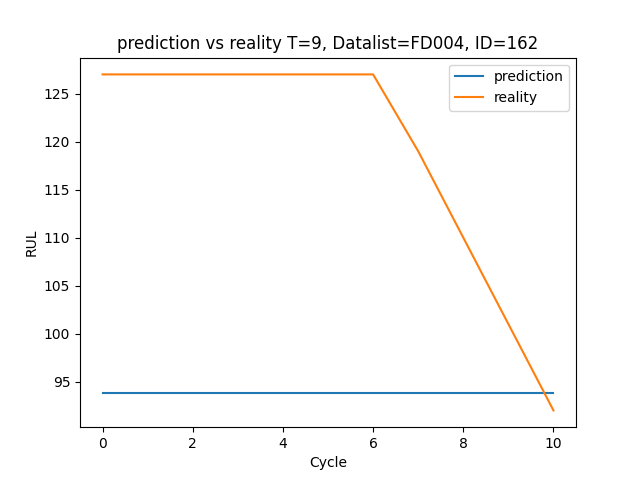 prediction vs reality T=9, Datalist=FD004, ID=162
prediction
reality
RUL
125
120
115
110
105
100
95
0 2 4 6 8 10
Cycle